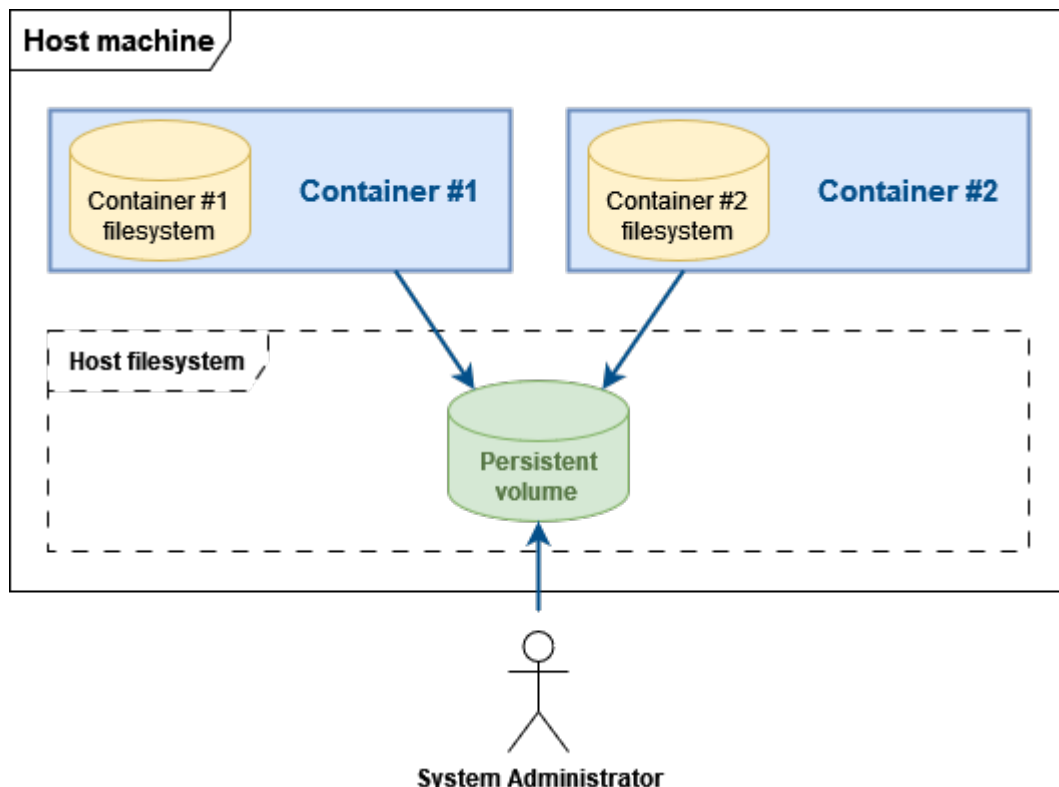 Host machine
Container #1
filesystem
Container #1
Container #2
filesystem
Container #2
Host filesystem
Persistent
volume
System Administrator